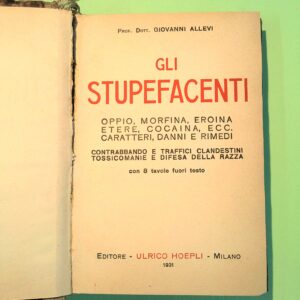 Prof. Dott. GIOVANNI ALLEVI
GLI
STUPEFACENTI
OPPIO, MORFINA, EROINA
ETERE, COCAINA, ECC.
CARATTERI, DANNI E RIMEDI
CONTRABBANDO E TRAFFICI CLANDESTINI
TOSSICOMANIE E DIFESA DELLA RAZZA
con 8 tavole fuori testo
EDITORE - ULRICO HOEPLI - MILANO
1931